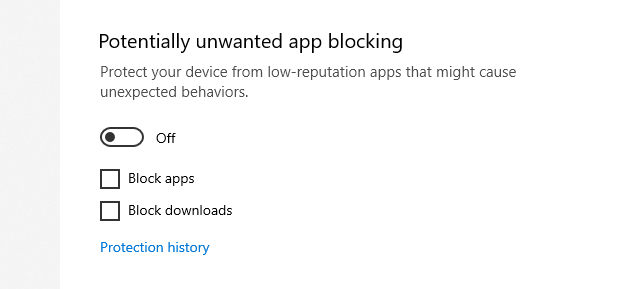 Potentially unwanted app blocking
Protect your device from low-reputation apps that might cause
unexpected behaviors.
Off
Block apps
Block downloads
Protection history